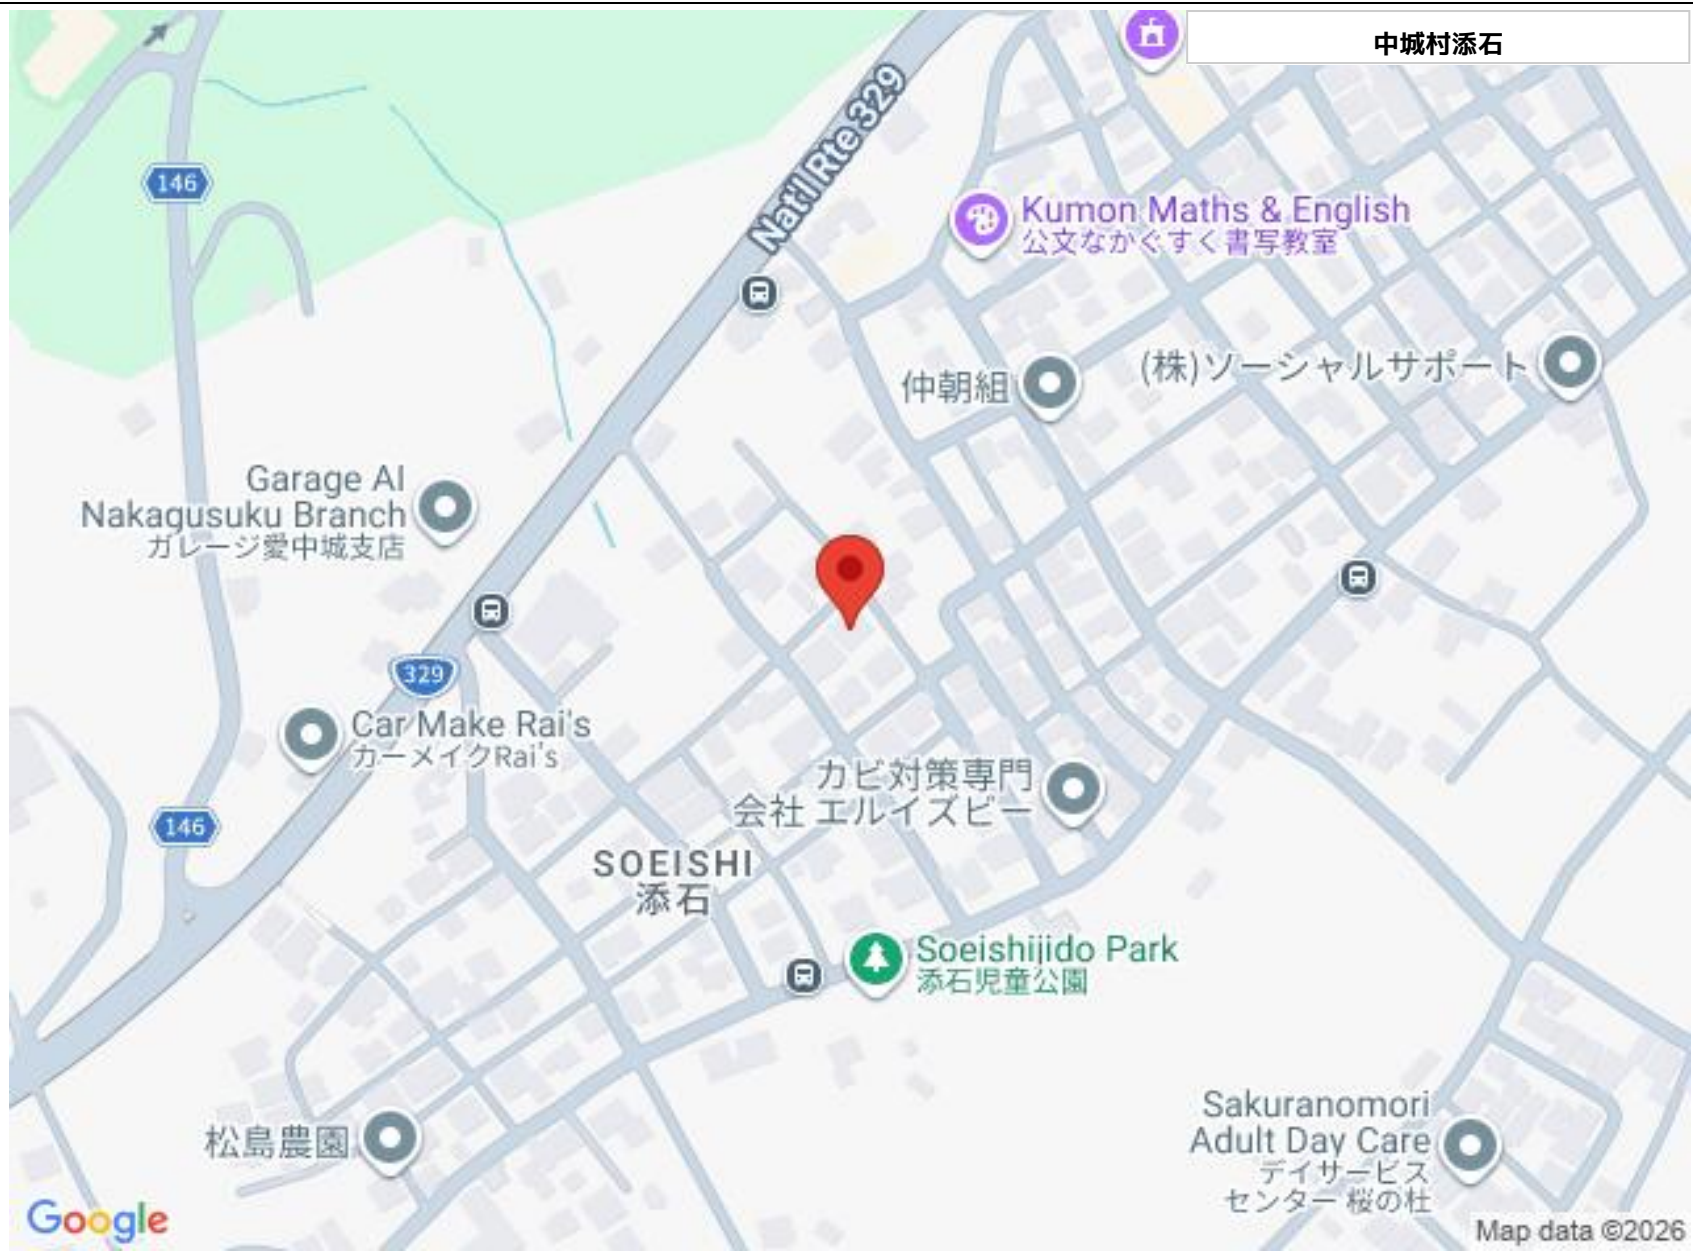 中城村添石
146
Nat'l Rte 329
Kumon Maths & English
公文なかぐすく書写教室
仲朝組
(株)ソーシャルサポート
Garage AI
Nakagusuku Branch
ガレージ愛中城支店
329
Car Make Rai's
カーメイクRai's
カビ対策専門
会社 エルイズビー
146
SOEISHI
添石
Soeishijido Park
添石児童公園
松島農園
Sakuranomori
Adult Day Care
デイサービス
センター 桜の杜
Google
Map data ©2026